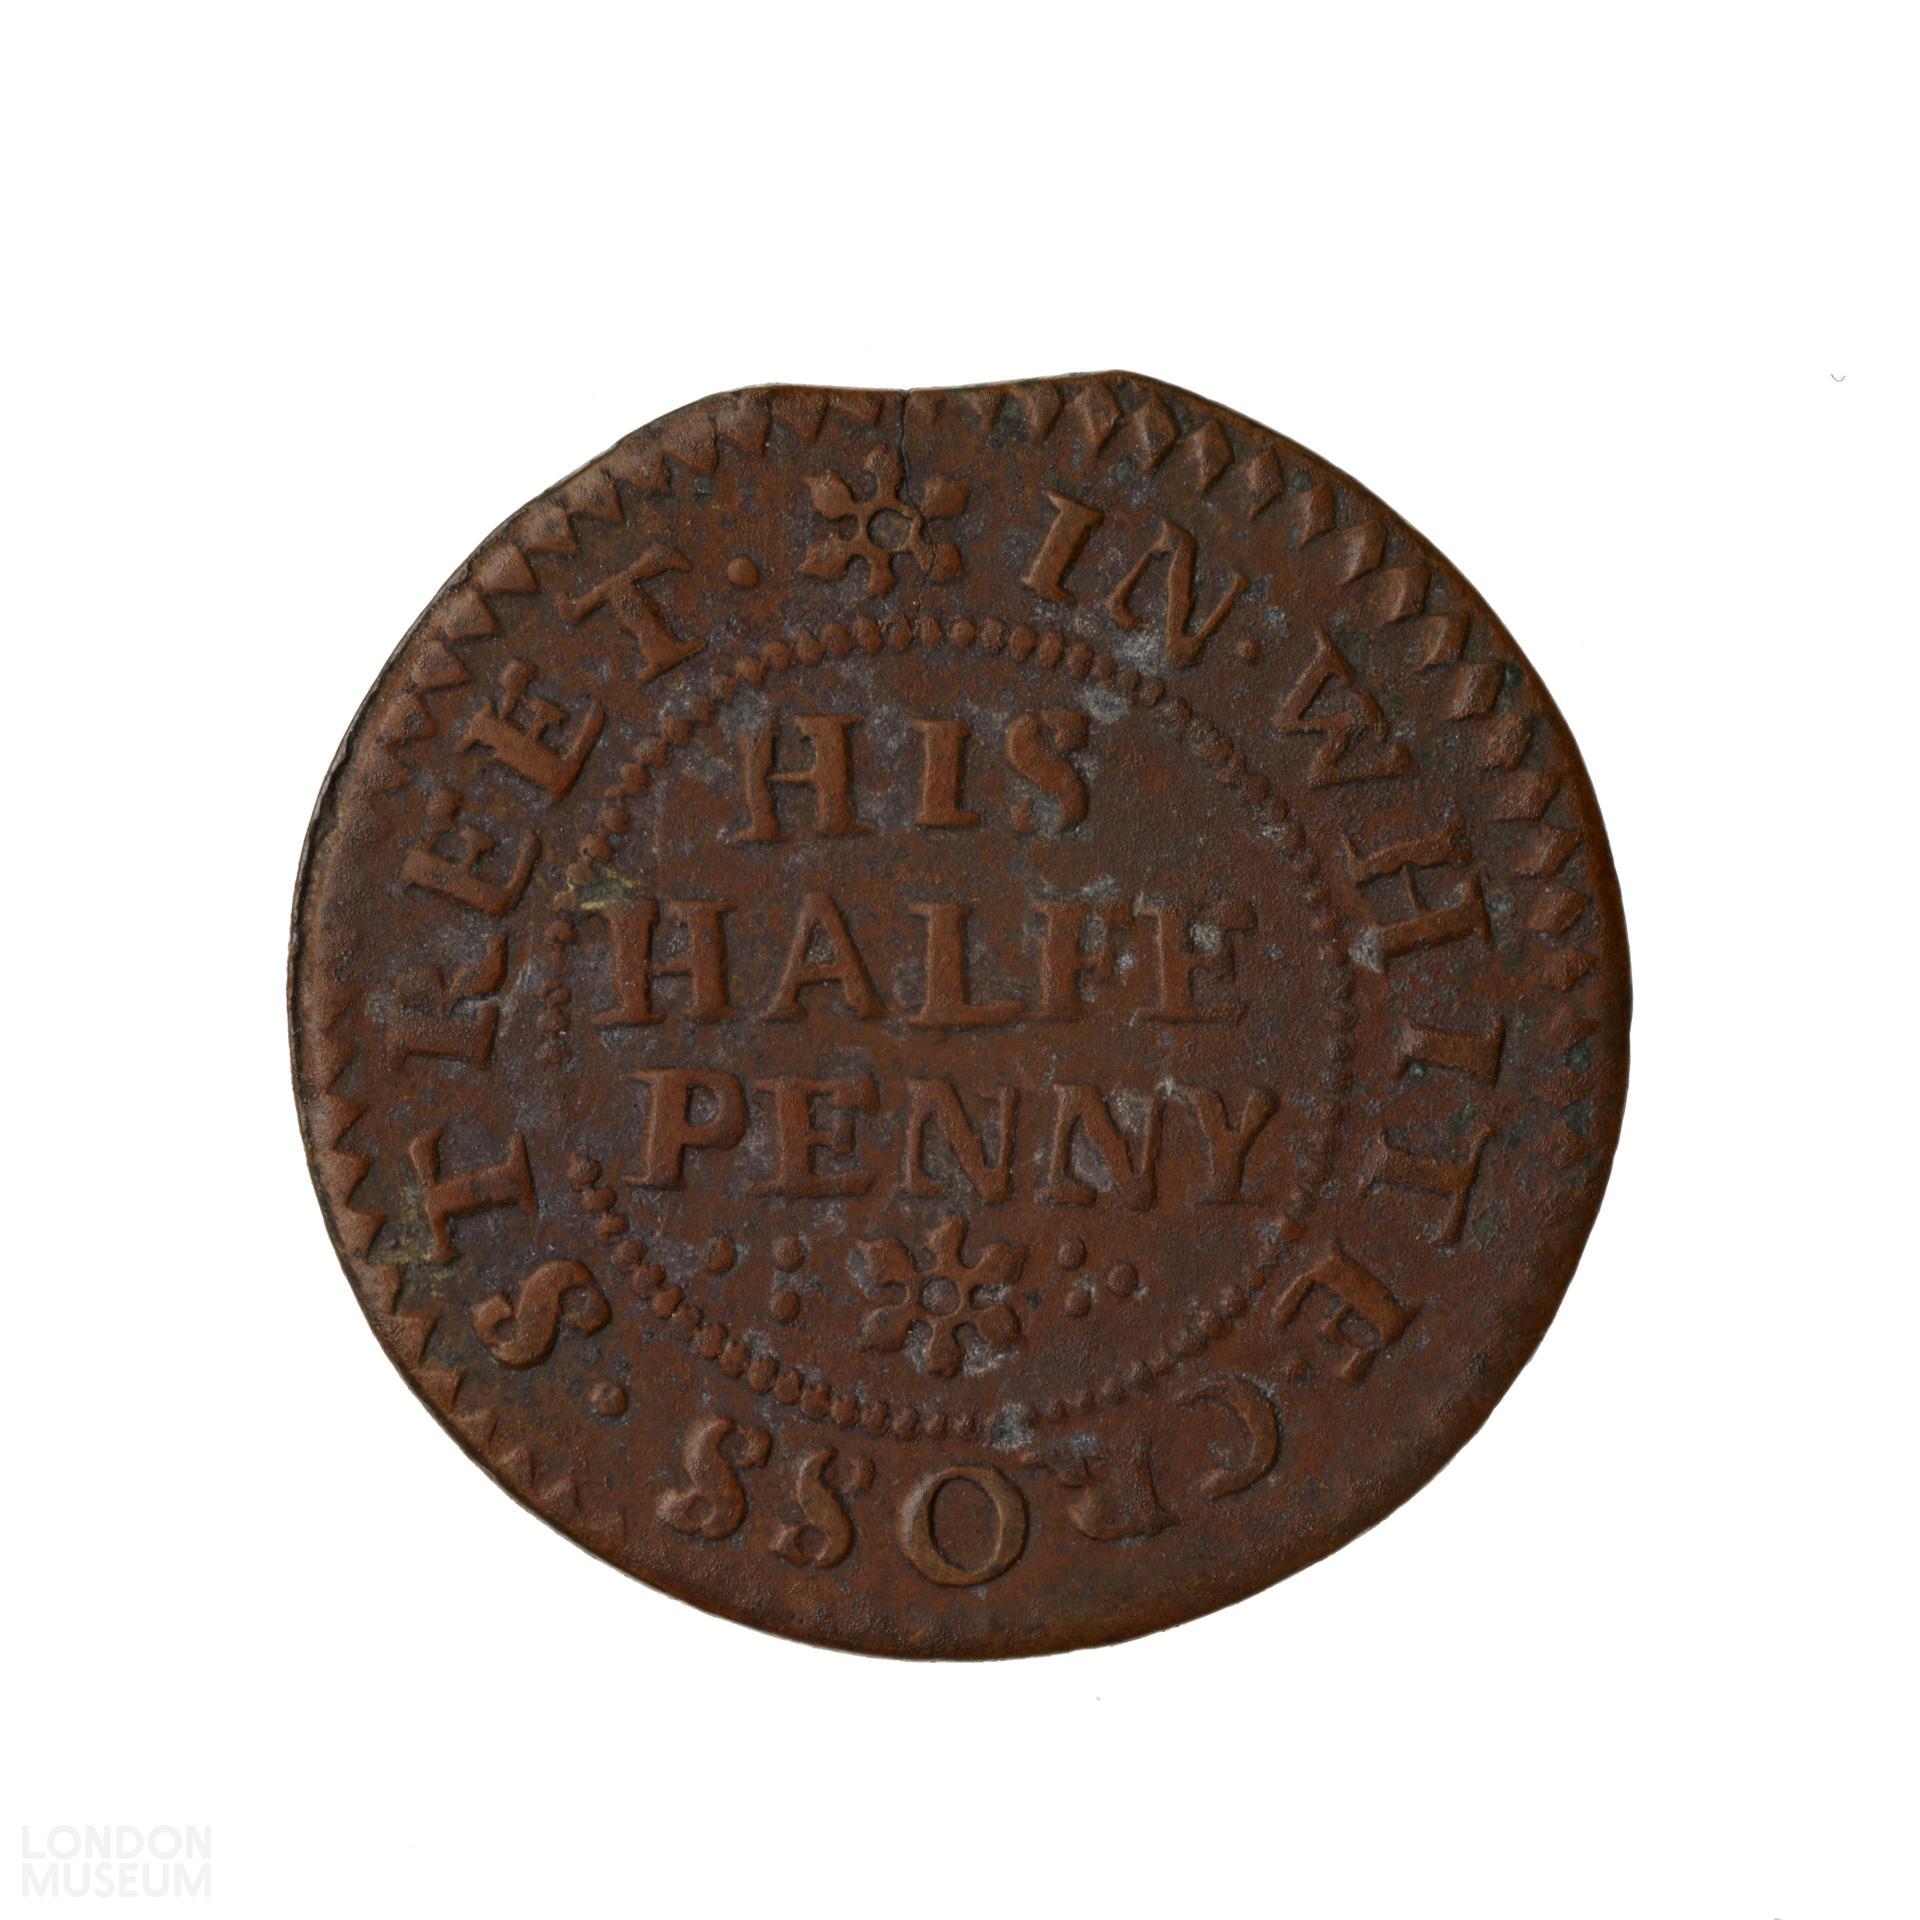 IN. WHITE CROSS. STREET.
HIS
HALFE
PENNY
LONDON
MUSEUM